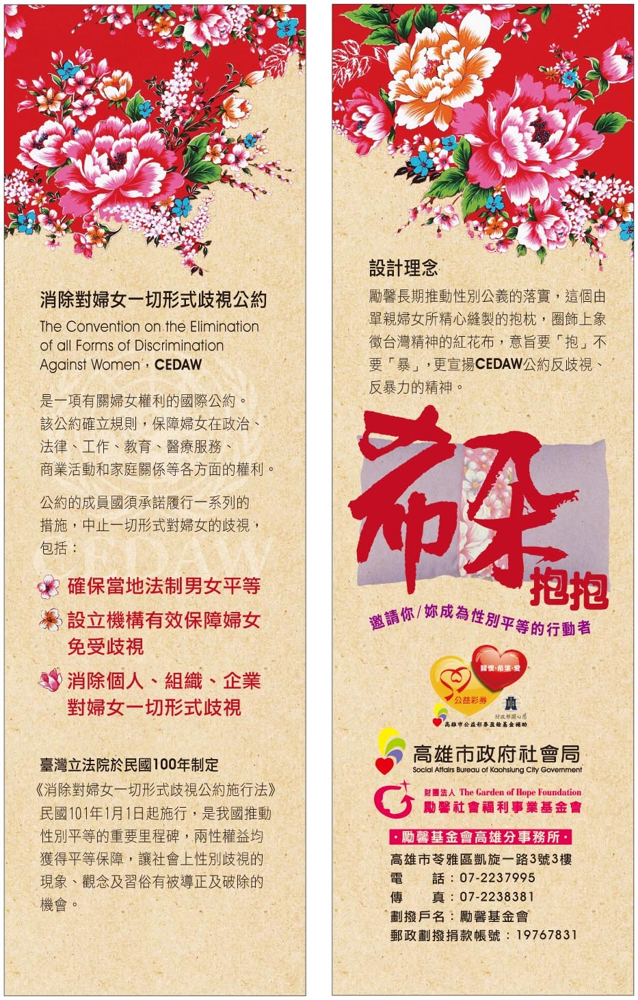 消除對婦女一切形式歧視公約
The Convention on the Elimination
of all Forms of Discrimination
Against Women，CEDAW
是一項有關婦女權利的國際公約。
該公約確立規則，保障婦女在政治、
法律、工作、教育、醫療服務、
商業活動和家庭關係等各方面的權利。
公約的成員國須承諾履行一系列的
措施，中止一切形式對婦女的歧視，
包括：
CEDAW
確保當地法制男女平等
設立機構有效保障婦女
免受歧視
消除個人、組織、企業
對婦女一切形式歧視
臺灣立法院於民國100年制定
《消除對婦女一切形式歧視公約施行法》
民國101年1月1日起施行，是我國推動
性別平等的重要里程碑，兩性權益均
獲得平等保障，讓社會上性別歧視的
現象、觀念及習俗有被導正及破除的
機會。
設計理念
勵馨長期推動性別公義的落實，這個由
單親婦女所精心縫製的抱枕，圈飾上象
徵台灣精神的紅花布，意旨要「抱」不
要「暴」，更宣揚CEDAW公約反歧視、
反暴力的精神。
布朵
抱抱
邀請你/妳成為性別平等的行動者
關懷·希望·愛
公益彩券
財政部關心您
高雄市公益彩券盈餘基金補助
高雄市政府社會局
Social Affairs Bureau of Kaohsiung City Government
財團法人 The Garden of Hope Foundation
勵馨社會福利事業基金會
·勵馨基金會高雄分事務所·
高雄市苓雅區凱旋一路3號3樓
電　　話：07-2237995
傳　　真：07-2238381
劃撥戶名：勵馨基金會
郵政劃撥捐款帳號：19767831